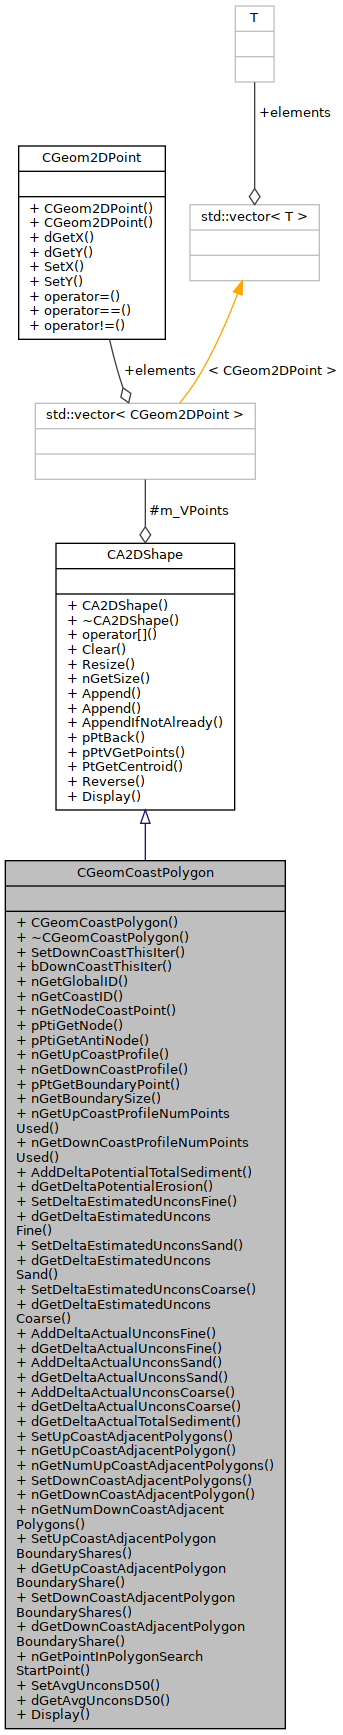 T
+elements
CGeom2DPoint
+ CGeom2DPoint()
+ CGeom2DPoint()
+ dGetX()
+ dGetY()
+ SetX()
+ SetY()
+ operator=()
+ operator==()
+ operator!=()
std::vector< T >
+elements
< CGeom2DPoint >
std::vector< CGeom2DPoint >
#m_VPoints
CA2DShape
+ CA2DShape()
+ ~CA2DShape()
+ operator[]()
+ Clear()
+ Resize()
+ nGetSize()
+ Append()
+ Append()
+ AppendIfNotAlready()
+ pPtBack()
+ pPtVGetPoints()
+ PtGetCentroid()
+ Reverse()
+ Display()
CGeomCoastPolygon
+ CGeomCoastPolygon()
+ ~CGeomCoastPolygon()
+ SetDownCoastThisIter()
+ bDownCoastThisIter()
+ nGetGlobalID()
+ nGetCoastID()
+ nGetNodeCoastPoint()
+ pPtiGetNode()
+ pPtiGetAntiNode()
+ nGetUpCoastProfile()
+ nGetDownCoastProfile()
+ pPtGetBoundaryPoint()
+ nGetBoundarySize()
+ nGetUpCoastProfileNumPoints
Used()
+ nGetDownCoastProfileNumPoints
Used()
+ AddDeltaPotentialTotalSediment()
+ dGetDeltaPotentialErosion()
+ SetDeltaEstimatedUnconsFine()
+ dGetDeltaEstimatedUncons
Fine()
+ SetDeltaEstimatedUnconsSand()
+ dGetDeltaEstimatedUncons
Sand()
+ SetDeltaEstimatedUnconsCoarse()
+ dGetDeltaEstimatedUncons
Coarse()
+ AddDeltaActualUnconsFine()
+ dGetDeltaActualUnconsFine()
+ AddDeltaActualUnconsSand()
+ dGetDeltaActualUnconsSand()
+ AddDeltaActualUnconsCoarse()
+ dGetDeltaActualUnconsCoarse()
+ dGetDeltaActualTotalSediment()
+ SetUpCoastAdjacentPolygons()
+ nGetUpCoastAdjacentPolygon()
+ nGetNumUpCoastAdjacentPolygons()
+ SetDownCoastAdjacentPolygons()
+ nGetDownCoastAdjacentPolygon()
+ nGetNumDownCoastAdjacent
Polygons()
+ SetUpCoastAdjacentPolygon
BoundaryShares()
+ dGetUpCoastAdjacentPolygon
BoundaryShare()
+ SetDownCoastAdjacentPolygon
BoundaryShares()
+ dGetDownCoastAdjacentPolygon
BoundaryShare()
+ nGetPointInPolygonSearch
StartPoint()
+ SetAvgUnconsD50()
+ dGetAvgUnconsD50()
+ Display()